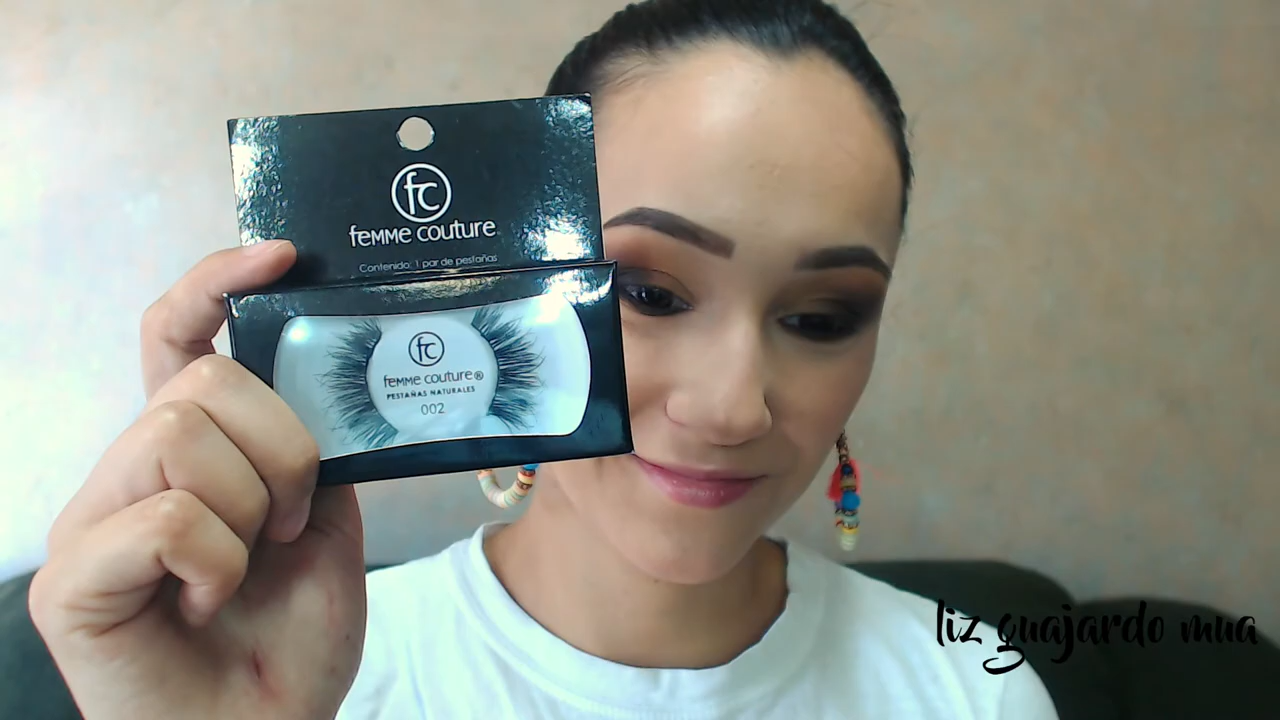 fc
femme couture
Contenido: 1 par de pestañas
fc
femme couture®
PESTAÑAS NATURALES
002
liz guajardo mua